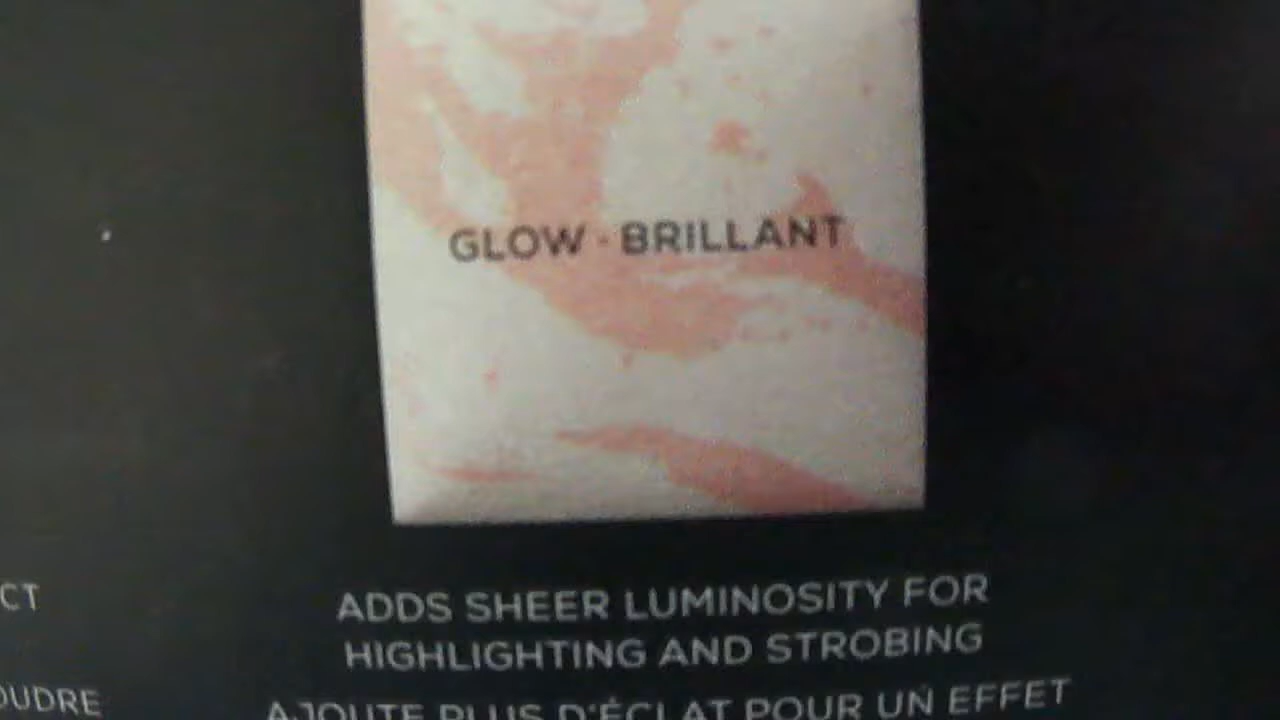 GLOW · BRILLANT
CT
ADDS SHEER LUMINOSITY FOR
HIGHLIGHTING AND STROBING
OUDRE
AJOUTE PLUS D'ÉCLAT POUR UN EFFET